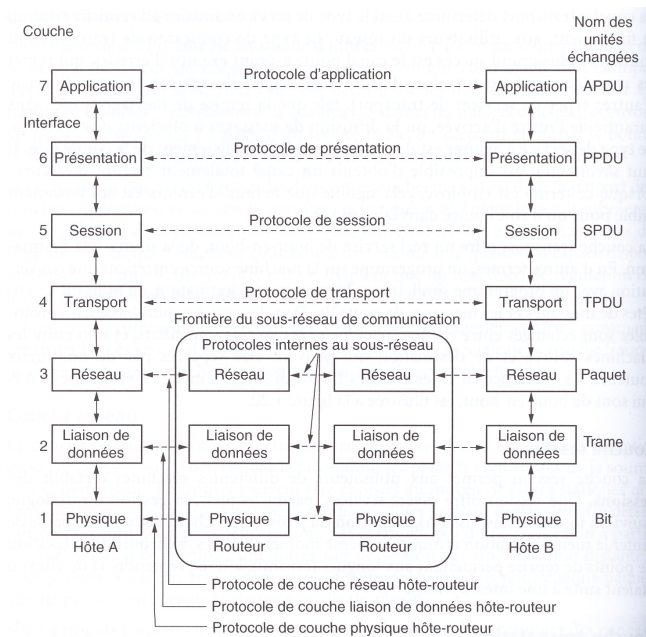 Couche
Nom des
unités
échangées
7 Application Protocole d'application Application APDU
Interface
6 Présentation Protocole de présentation Présentation PPDU
5 Session Protocole de session Session SPDU
4 Transport Protocole de transport Transport TPDU
Frontière du sous-réseau de communication
Protocoles internes au sous-réseau
3 Réseau Réseau Réseau Réseau Paquet
2 Liaison de données Liaison de données Liaison de données Liaison de données Trame
1 Physique Physique Physique Physique Bit
Hôte A Routeur Routeur Hôte B
Protocole de couche réseau hôte-routeur
Protocole de couche liaison de données hôte-routeur
Protocole de couche physique hôte-routeur